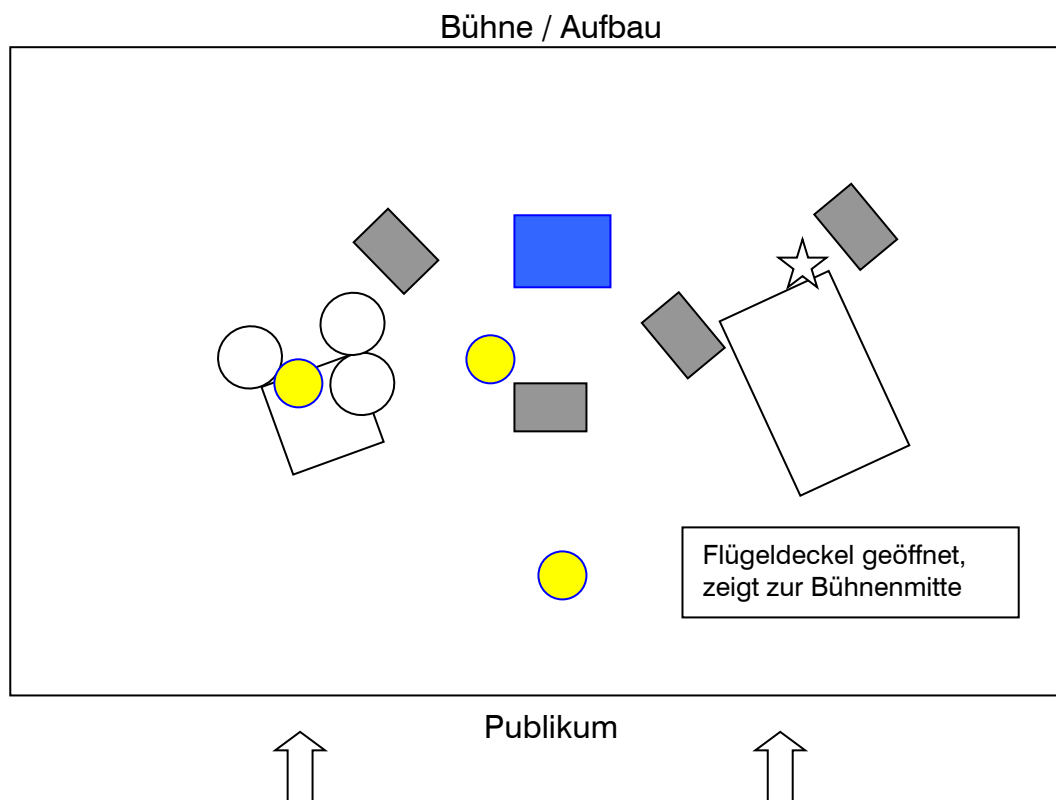 Bühne / Aufbau
Flügeldeckel geöffnet,
zeigt zur Bühnenmitte
Publikum